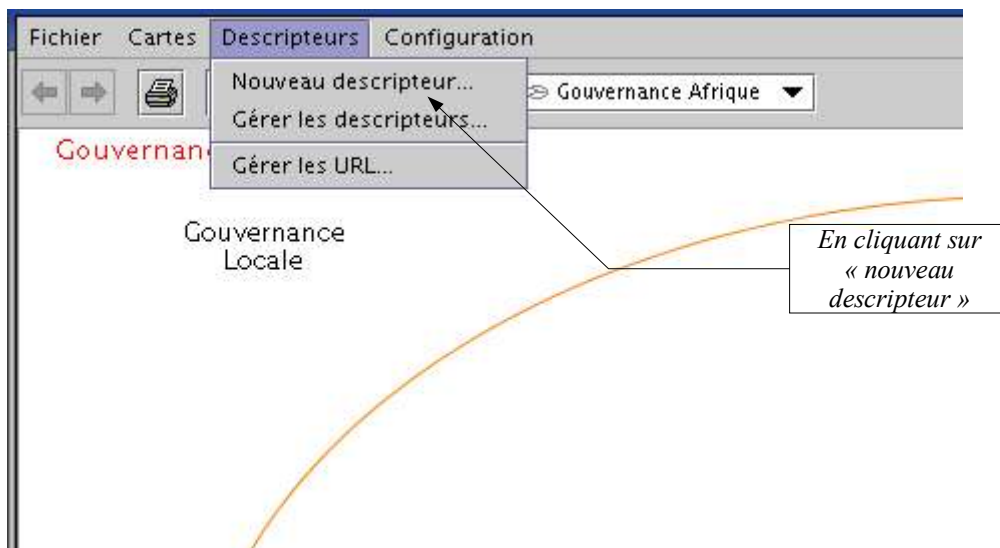 Fichier Cartes Descripteurs Configuration
Nouveau descripteur...
Gérer les descripteurs...
Gérer les URL...
Gouvernance Afrique
Gouvernan
Gouvernance
Locale
En cliquant sur
« nouveau
descripteur »